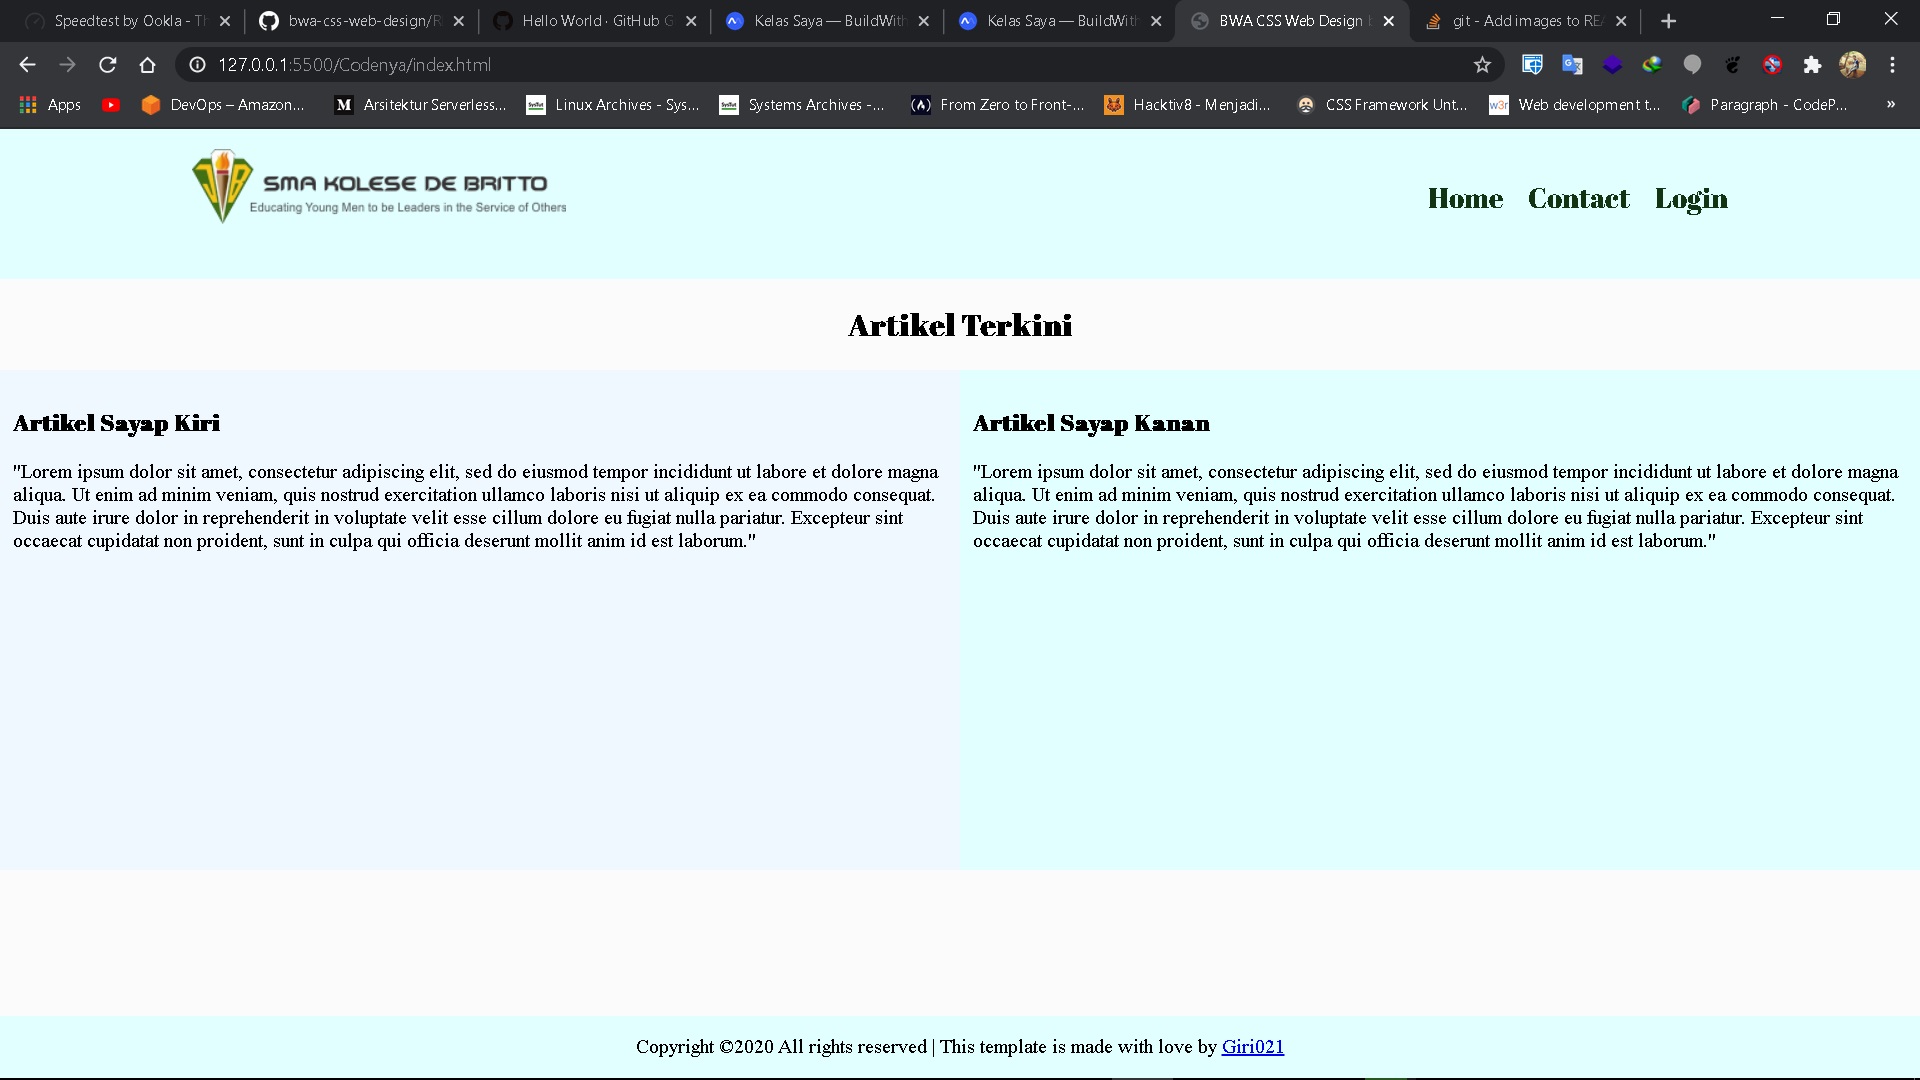 Speedtest by Ookla - Th
bwa-css-web-design/R
Hello World · GitHub G
Kelas Saya — BuildWith
Kelas Saya — BuildWith
BWA CSS Web Design
git - Add images to REA
127.0.0.1:5500/Codenya/index.html
Apps
DevOps – Amazon...
M
Arsitektur Serverless...
Linux Archives - Sys...
Systems Archives -...
From Zero to Front-...
Hacktiv8 - Menjadi...
CSS Framework Unt...
w3r
Web development t...
Paragraph - CodeP...
»
SMA KOLESE DE BRITTO
Educating Young Men to be Leaders in the Service of Others
Home Contact Login
Artikel Terkini
Artikel Sayap Kiri
"Lorem ipsum dolor sit amet, consectetur adipiscing elit, sed do eiusmod tempor incididunt ut labore et dolore magna
aliqua. Ut enim ad minim veniam, quis nostrud exercitation ullamco laboris nisi ut aliquip ex ea commodo consequat.
Duis aute irure dolor in reprehenderit in voluptate velit esse cillum dolore eu fugiat nulla pariatur. Excepteur sint
occaecat cupidatat non proident, sunt in culpa qui officia deserunt mollit anim id est laborum."
Artikel Sayap Kanan
"Lorem ipsum dolor sit amet, consectetur adipiscing elit, sed do eiusmod tempor incididunt ut labore et dolore magna
aliqua. Ut enim ad minim veniam, quis nostrud exercitation ullamco laboris nisi ut aliquip ex ea commodo consequat.
Duis aute irure dolor in reprehenderit in voluptate velit esse cillum dolore eu fugiat nulla pariatur. Excepteur sint
occaecat cupidatat non proident, sunt in culpa qui officia deserunt mollit anim id est laborum."
Copyright ©2020 All rights reserved | This template is made with love by Giri021